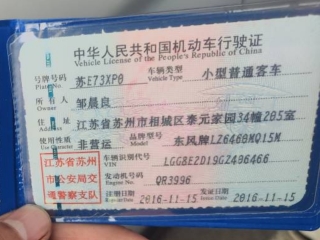 中华人民共和国机动车行驶证
Vehicle License of the People's Republic of China
号牌号码 苏E73XP0 车辆类型 小型普通客车
Plate No. Vehicle Type
所有人 邹晨良
Owner
住址 江苏省苏州市相城区泰元家园34幢205室
使用性质 非营运 品牌型号 东风牌LZ6460MQ15M
Use Character Model
江苏省苏州市公安局交通警察支队
车辆识别代号 LGG8E2D19GZ496466
VIN
发动机号码 QR3996
Engine No.
注册日期 2016-11-15 发证日期 2016-11-15